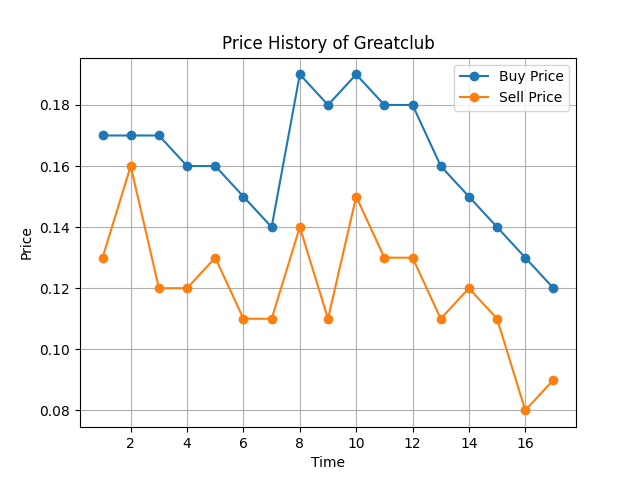 Price History of Greatclub
Buy Price
Sell Price
0.18
0.16
0.14
0.12
0.10
0.08
Price
2 4 6 8 10 12 14 16
Time